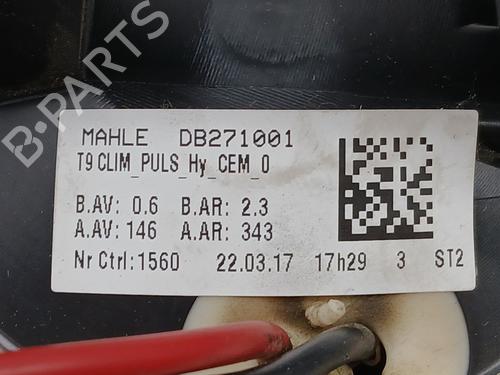 B-PARTS
MAHLE DB271001
T9 CLIM_PULS_Hy_CEM_0
B.AV: 0.6 B.AR: 2.3
A.AV: 146 A.AR: 343
Nr Ctrl:1560 22.03.17 17h29 3 ST2